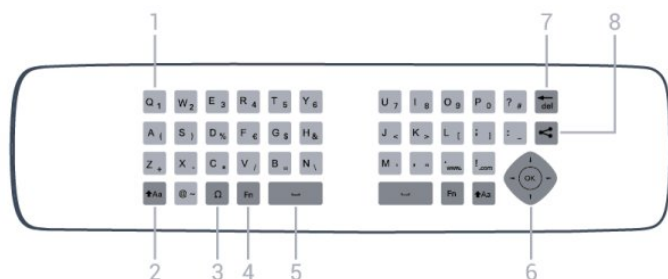 1 7 8
Q 1 W 2 E 3 R 4 T 5 Y 6 U 7 I 8 O 9 P 0 ? # del
A ( S ) D % F € G $ H & J < K > L [ ; ] : _
Z + X - C * V / B « N \ M ' , " . www. ! .com
Aa @ ~ Ω Fn Fn Aa OK
2 3 4 5 6